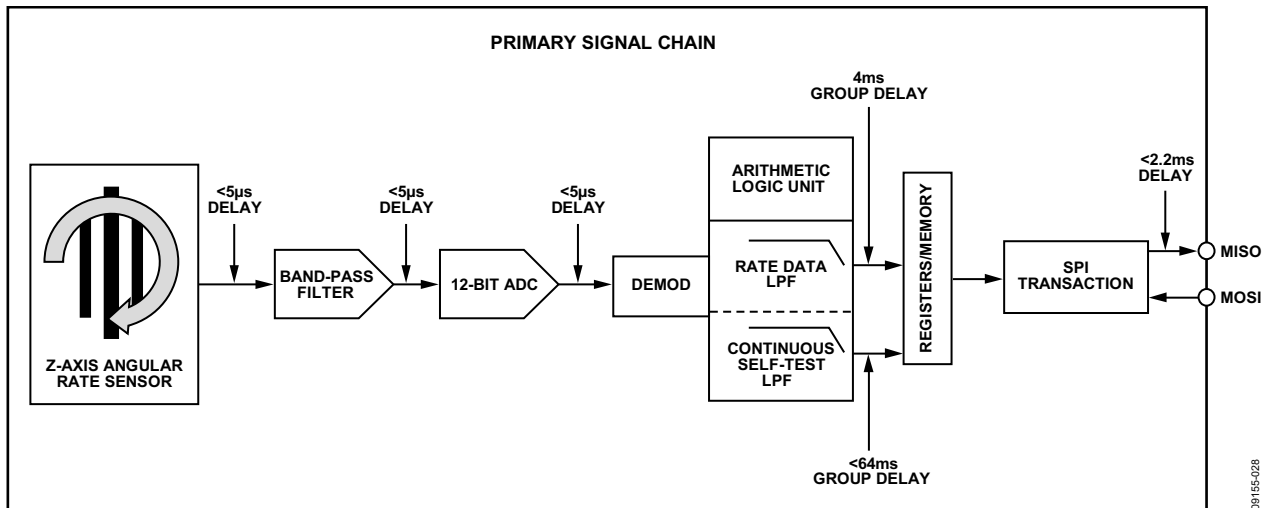 PRIMARY SIGNAL CHAIN
4ms
GROUP DELAY
<5µs
DELAY
<5µs
DELAY
<5µs
DELAY
ARITHMETIC
LOGIC UNIT
<2.2ms
DELAY
Z-AXIS ANGULAR
RATE SENSOR
BAND-PASS
FILTER
12-BIT ADC
DEMOD
RATE DATA
LPF
CONTINUOUS
SELF-TEST
LPF
REGISTERS/MEMORY
SPI
TRANSACTION
MISO
MOSI
<64ms
GROUP DELAY
09155-028